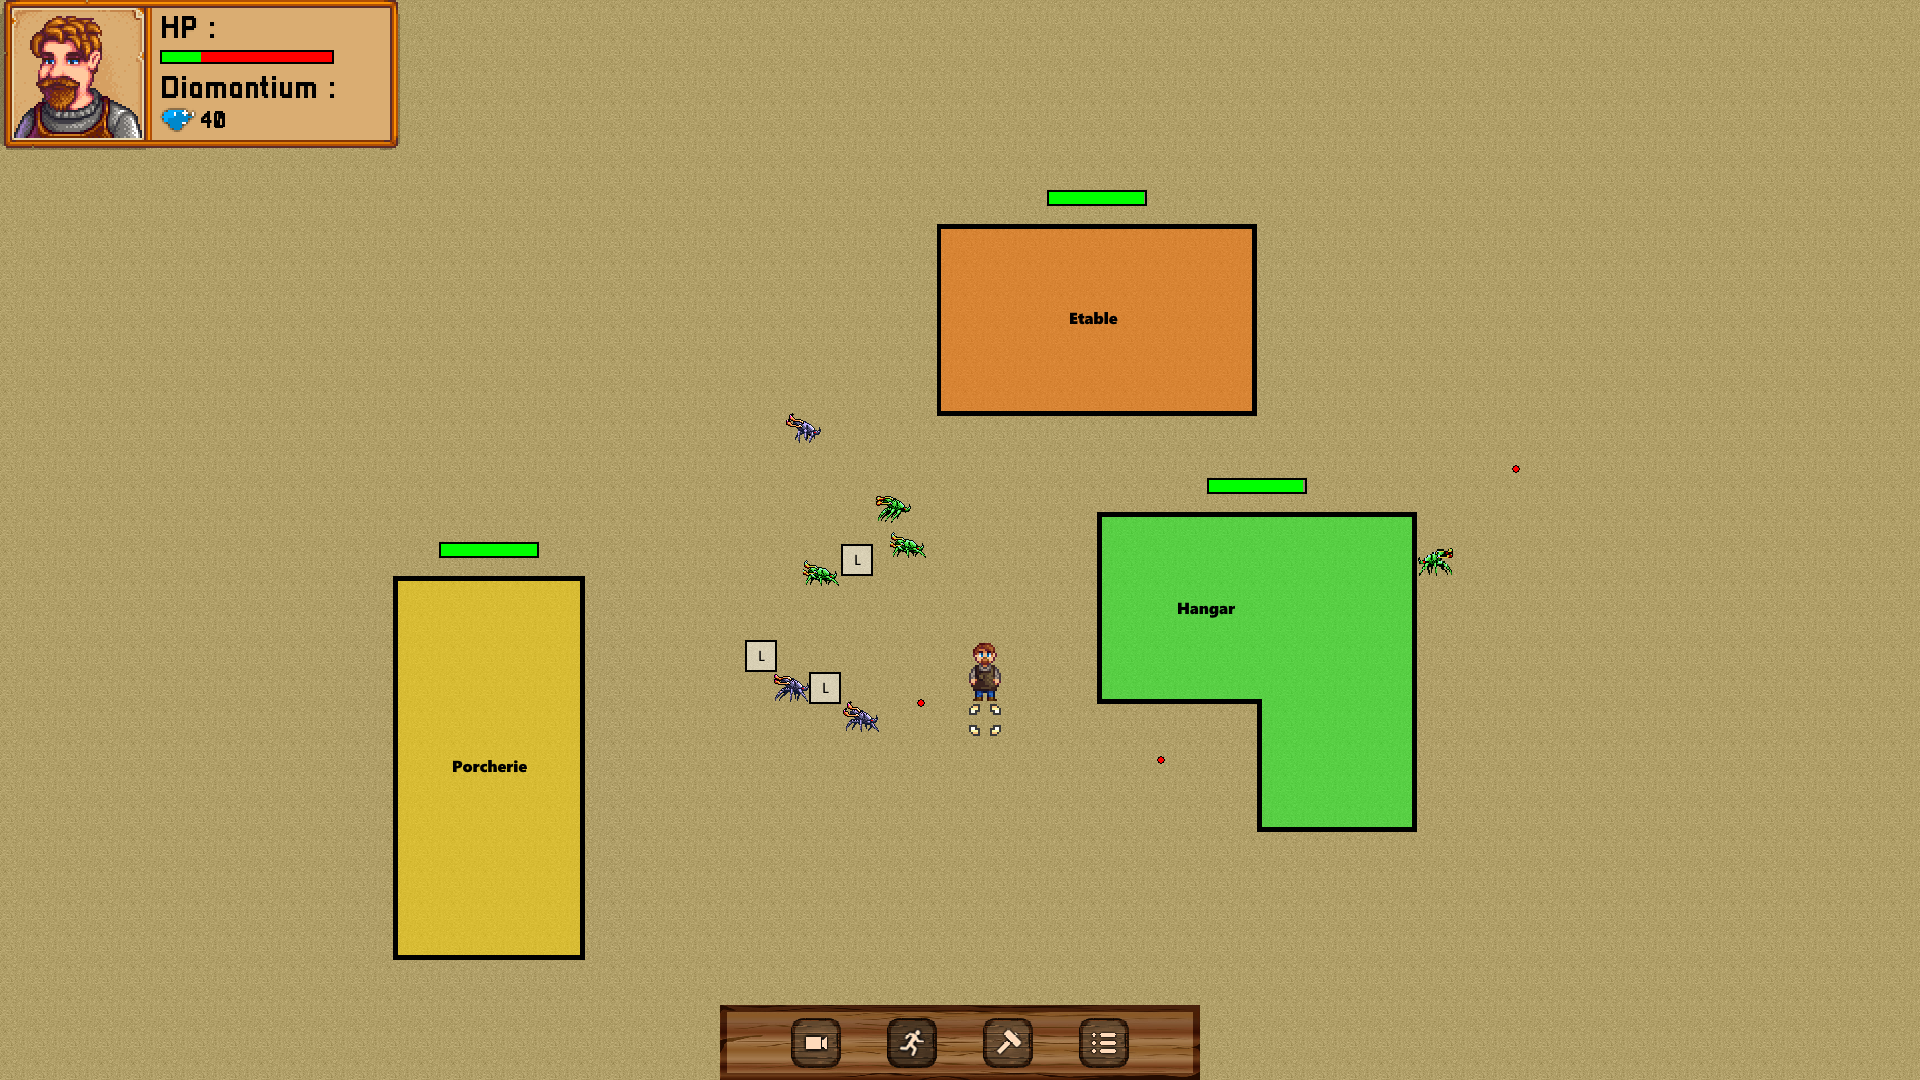 HP :
Diamantium :
40
Etable
L
Hangar
L
L
Porcherie